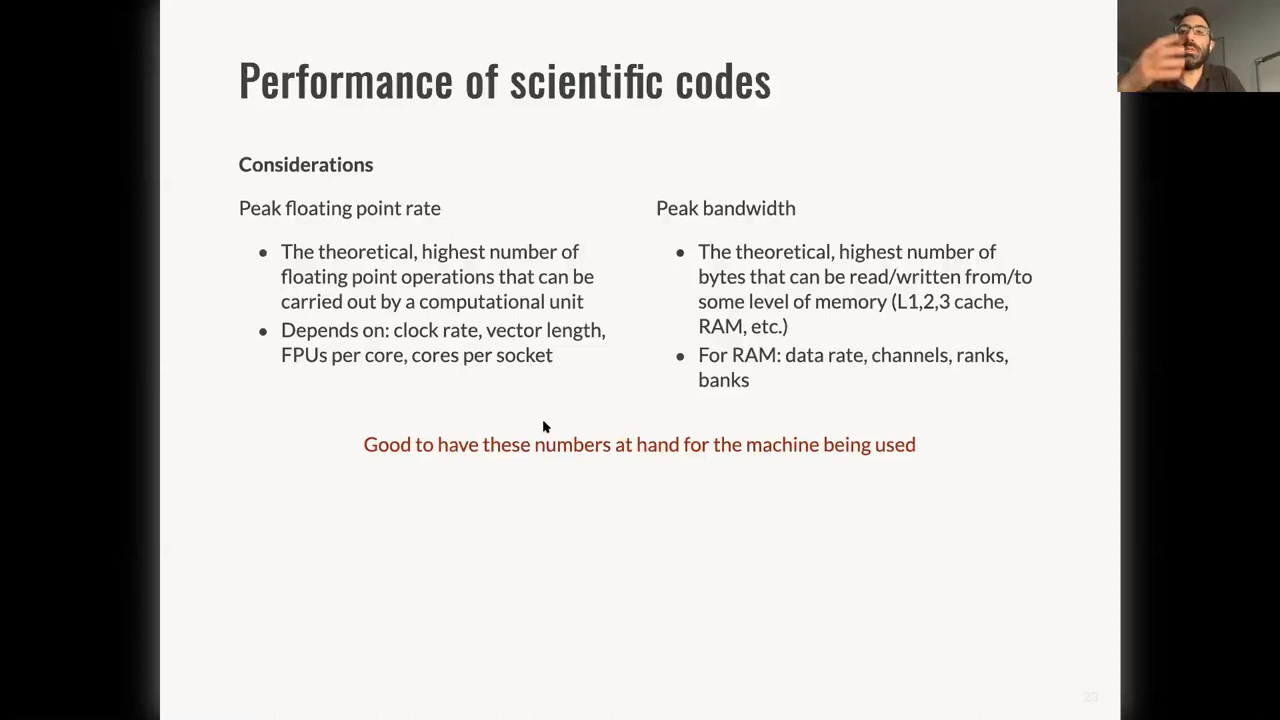 Performance of scientific codes
Considerations
Peak floating point rate
• The theoretical, highest number of
floating point operations that can be
carried out by a computational unit
• Depends on: clock rate, vector length,
FPUs per core, cores per socket
Peak bandwidth
• The theoretical, highest number of
bytes that can be read/written from/to
some level of memory (L1,2,3 cache,
RAM, etc.)
• For RAM: data rate, channels, ranks,
banks
Good to have these numbers at hand for the machine being used
23